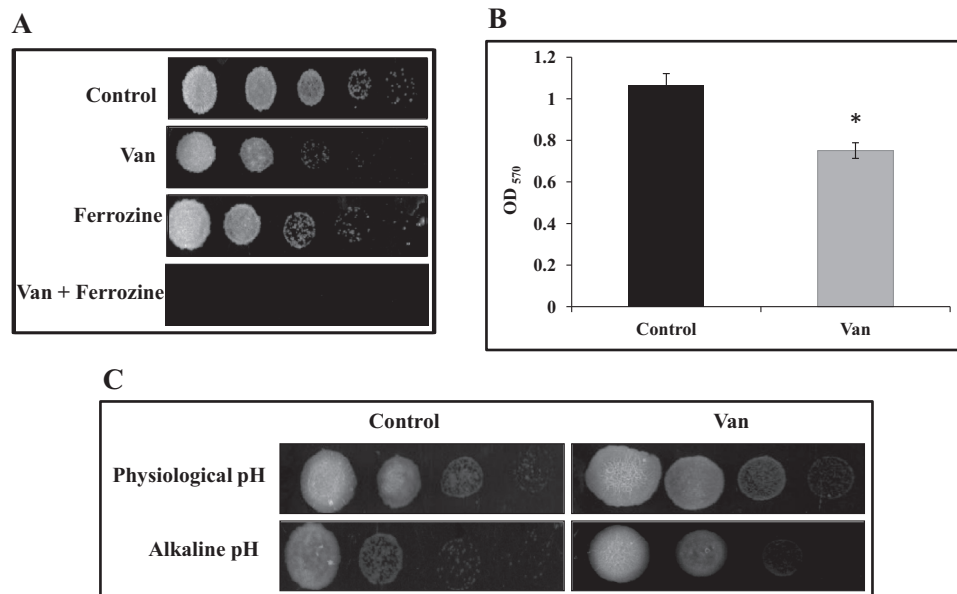 A
Control
Van
Ferrozine
Van + Ferrozine
B
1.2
1
0.8
0.6
0.4
0.2
0
OD 570
*
Control
Van
C
Control
Van
Physiological pH
Alkaline pH